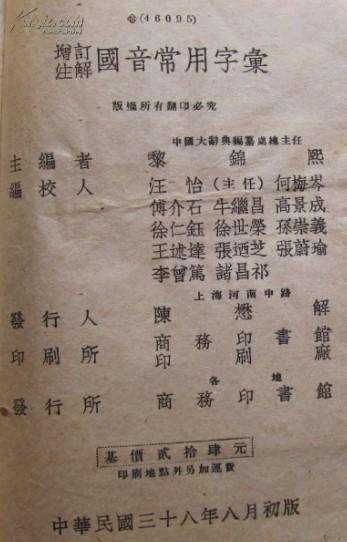 (46095)
增訂註解 國音常用字彙
版權所有翻印必究
中國大辭典編纂處總主任
主編者 黎錦熙
編校人 汪怡(主任) 何梅岑
傅介石 牛繼昌 高景成
徐仁鈺 徐世榮 孫崇義
王述達 張迺芝 張蔚瑜
李曾篤 諸昌祁
上海河南中路
發行人 陳懋解
印刷所 商務印書館印刷廠
各地
發行所 商務印書館
基價貳拾肆元
印刷地點外另加運費
中華民國三十八年八月初版